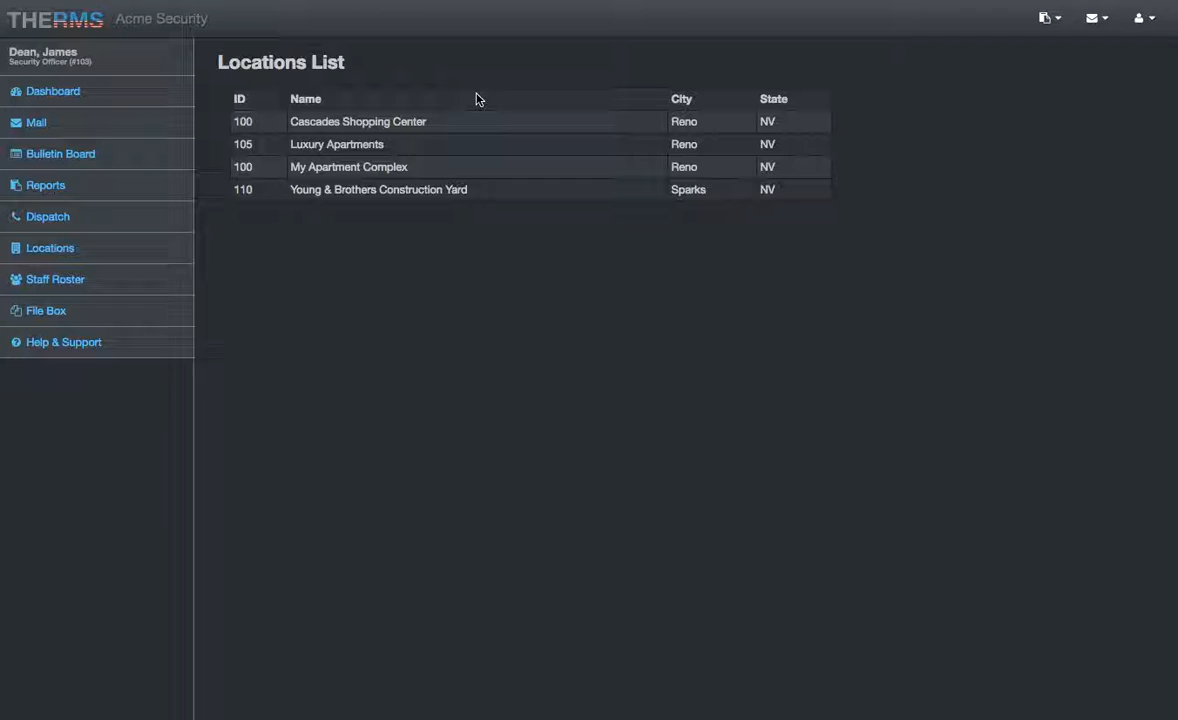 THERMS Acme Security
Dean, James
Security Officer (#103)
Dashboard
Mail
Bulletin Board
Reports
Dispatch
Locations
Staff Roster
File Box
Help & Support
Locations List
ID Name City State
100 Cascades Shopping Center Reno NV
105 Luxury Apartments Reno NV
100 My Apartment Complex Reno NV
110 Young & Brothers Construction Yard Sparks NV